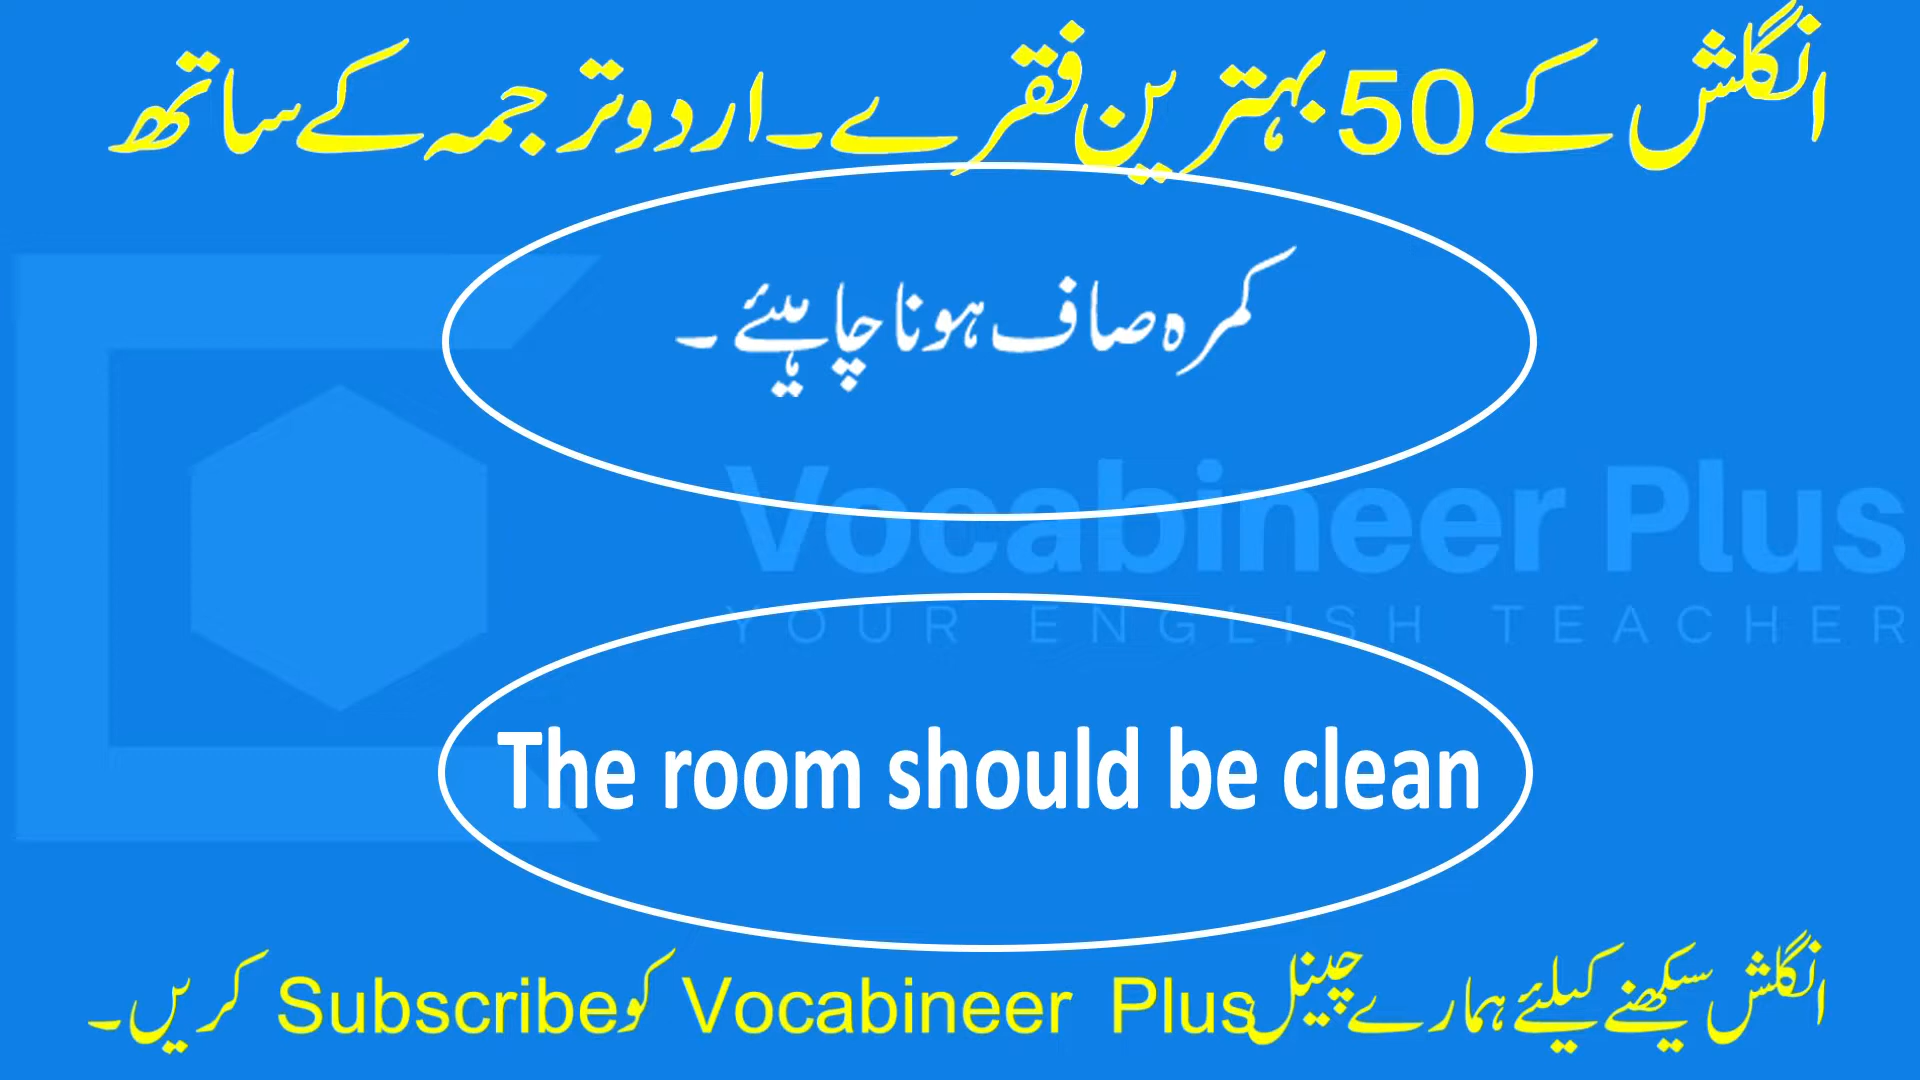 انگلش کے 50 بہترین فقرے۔اردو ترجمہ کے ساتھ
کمرہ صاف ہونا چاہیئے ۔
Vocabineer Plus
YOUR ENGLISH TEACHER
The room should be clean
انگلش سیکھنے کیلئے ہمارے چینل Vocabineer Plus کو Subscribe کریں۔